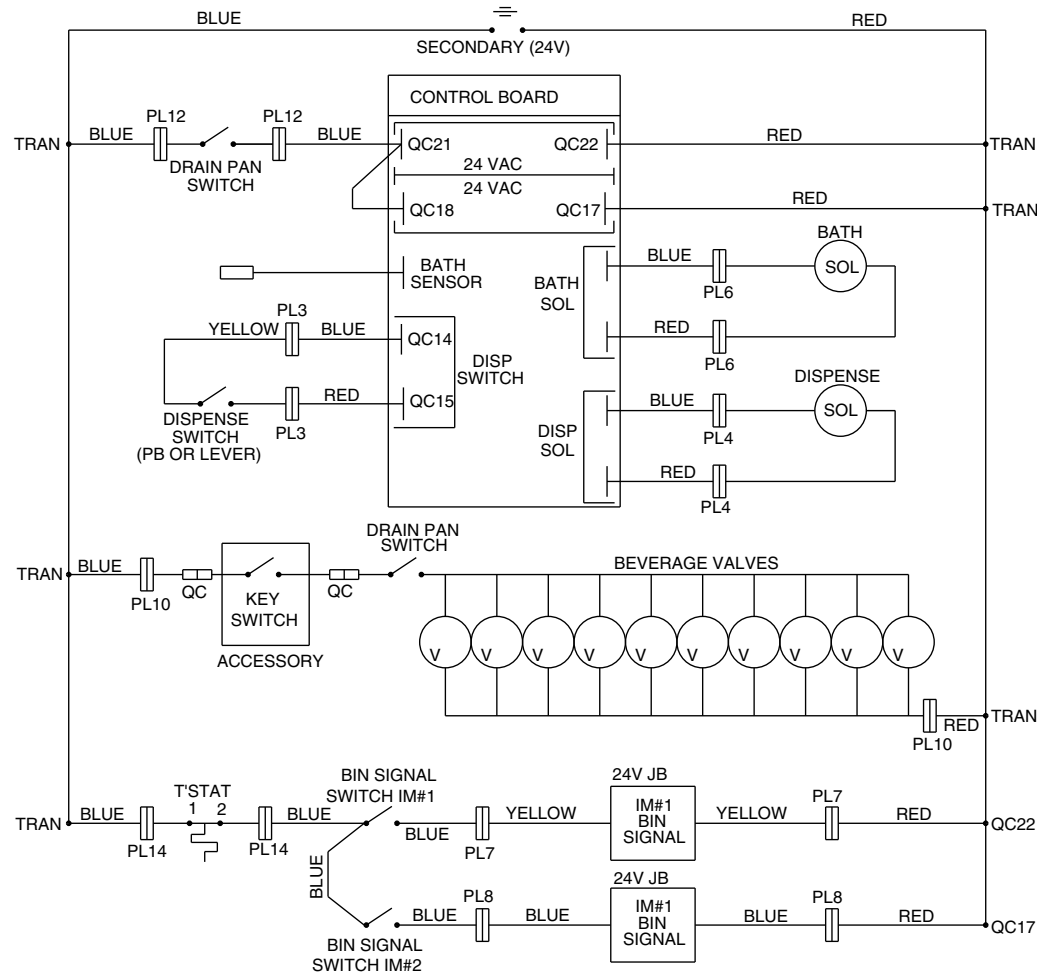 BLUE
RED
SECONDARY (24V)
CONTROL BOARD
PL12
PL12
TRAN
BLUE
BLUE
QC21
QC22
RED
TRAN
DRAIN PAN
SWITCH
24 VAC
24 VAC
QC18
QC17
RED
TRAN
BATH
SENSOR
BATH
SOL
BLUE
PL6
BATH
SOL
RED
PL6
PL3
YELLOW
BLUE
QC14
DISP
SWITCH
RED
QC15
PL3
DISPENSE
SWITCH
(PB OR LEVER)
DISP
SOL
BLUE
PL4
DISPENSE
SOL
RED
PL4
TRAN
BLUE
PL10
QC
KEY
SWITCH
ACCESSORY
QC
DRAIN PAN
SWITCH
BEVERAGE VALVES
V V V V V V V V V V
PL10
RED
TRAN
TRAN
BLUE
PL14
T'STAT
1 2
PL14
BLUE
BIN SIGNAL
SWITCH IM#1
BLUE
PL7
YELLOW
24V JB
IM#1
BIN
SIGNAL
YELLOW
PL7
RED
QC22
BLUE
BIN SIGNAL
SWITCH IM#2
BLUE
PL8
BLUE
24V JB
IM#1
BIN
SIGNAL
BLUE
PL8
RED
QC17